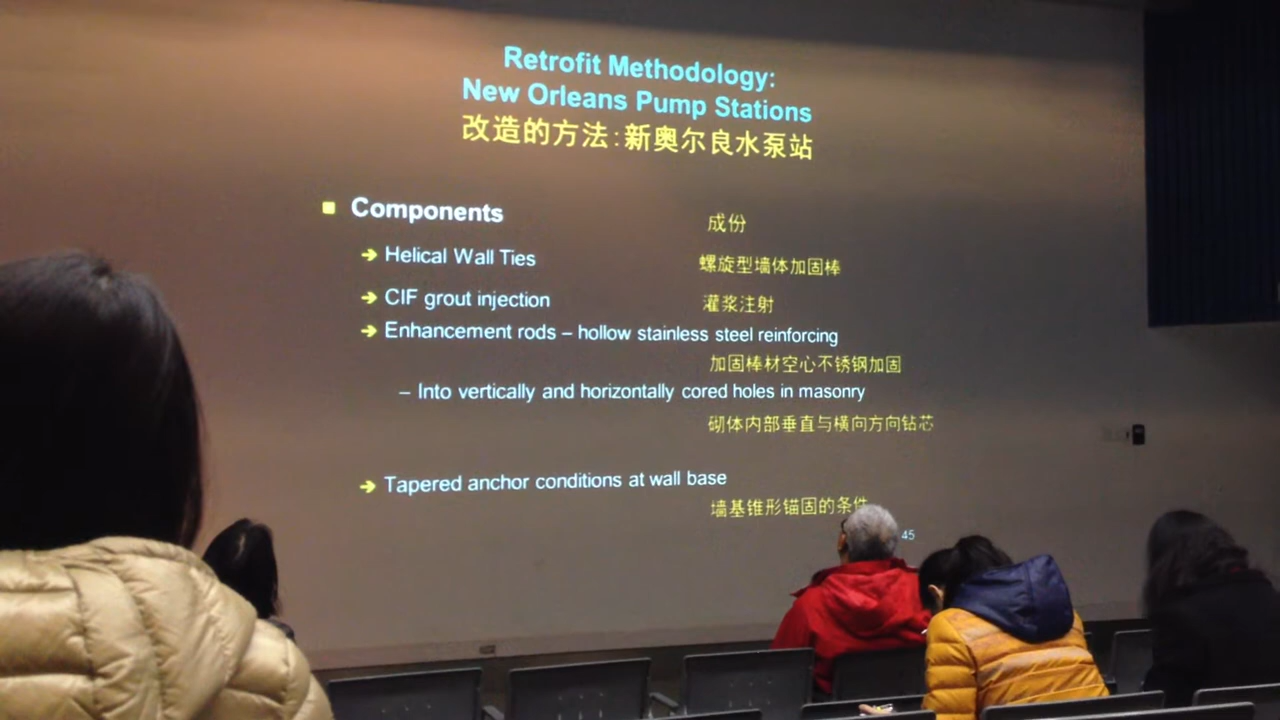 Retrofit Methodology:
New Orleans Pump Stations
改造的方法:新奥尔良水泵站
Components 成份
Helical Wall Ties 螺旋型墙体加固棒
CIF grout injection 灌浆注射
Enhancement rods – hollow stainless steel reinforcing
加固棒材空心不锈钢加固
– Into vertically and horizontally cored holes in masonry
砌体内部垂直与横向方向钻芯
Tapered anchor conditions at wall base
墙基锥形锚固的条件
45